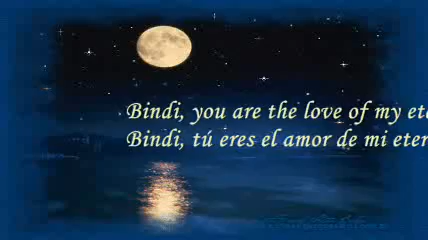 Bindi, you are the love of my ete
Bindi, tú eres el amor de mi eter